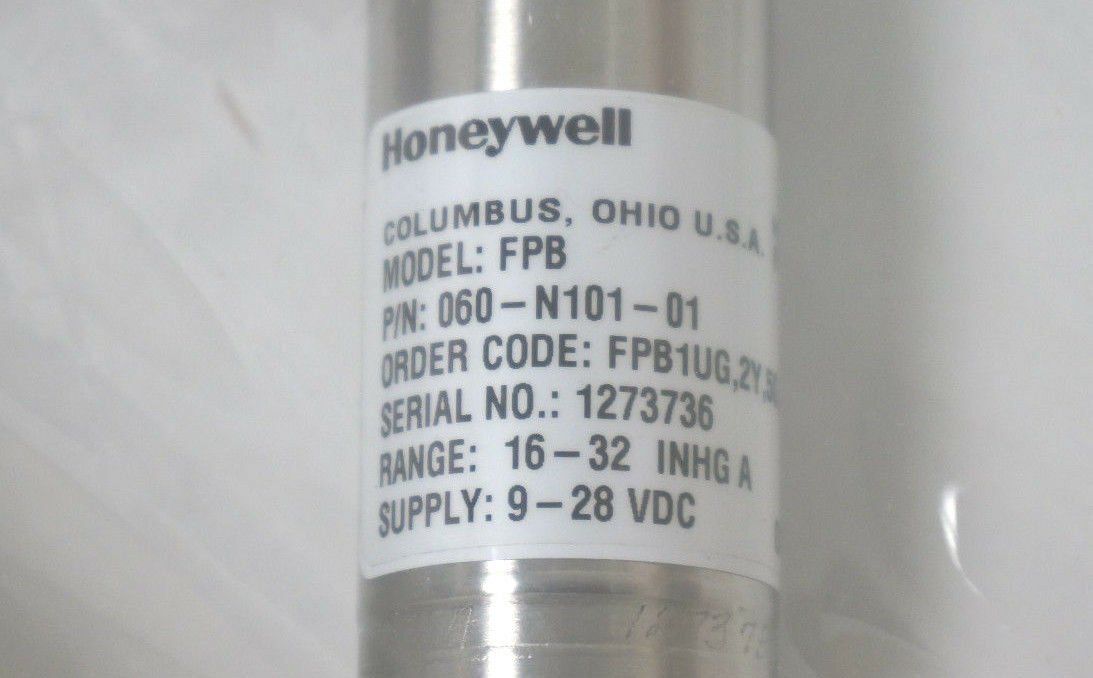 Honeywell
COLUMBUS, OHIO U.S.A.
MODEL: FPB
P/N: 060-N101-01
ORDER CODE: FPB1UG,2Y,
SERIAL NO.: 1273736
RANGE: 16-32 INHG A
SUPPLY: 9-28 VDC